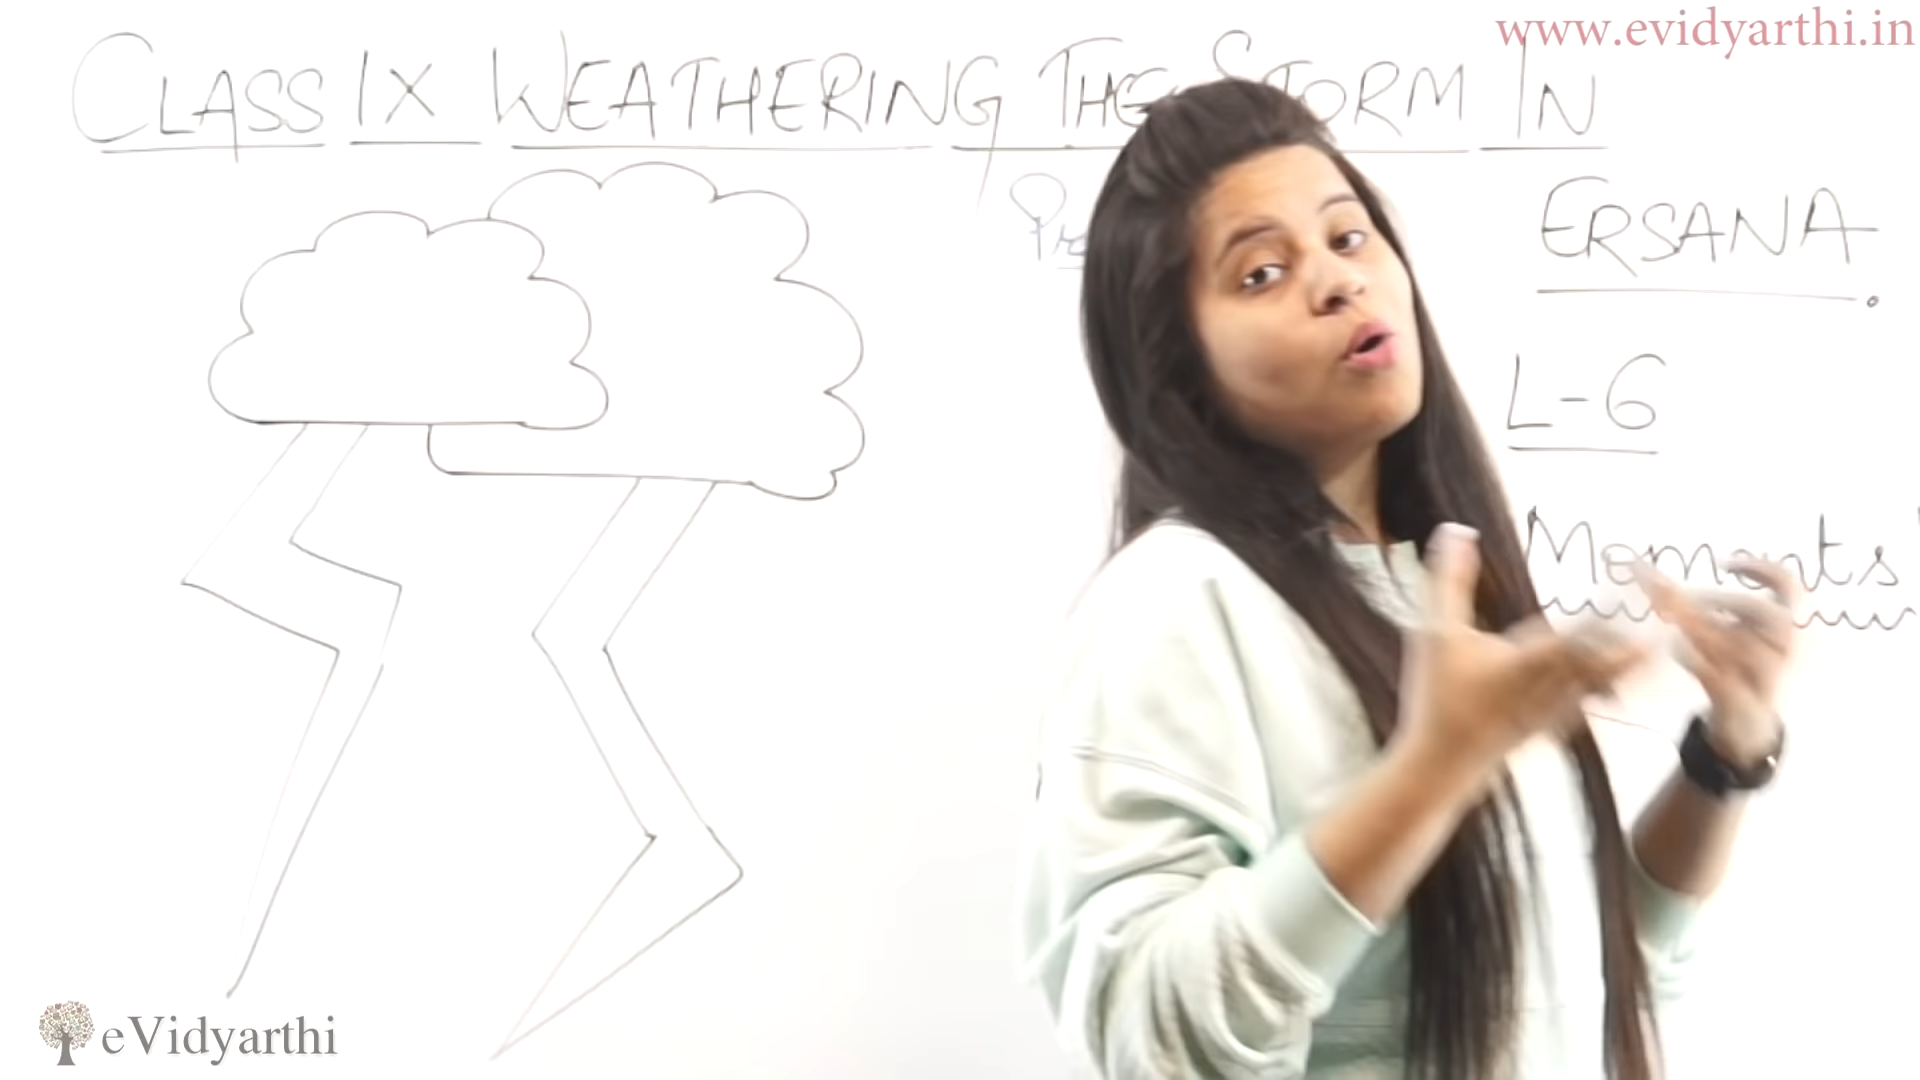 www.evidyarthi.in
CLASS IX WEATHERING THE STORM IN
ERSANA.
L-6
Moments
eVidyarthi